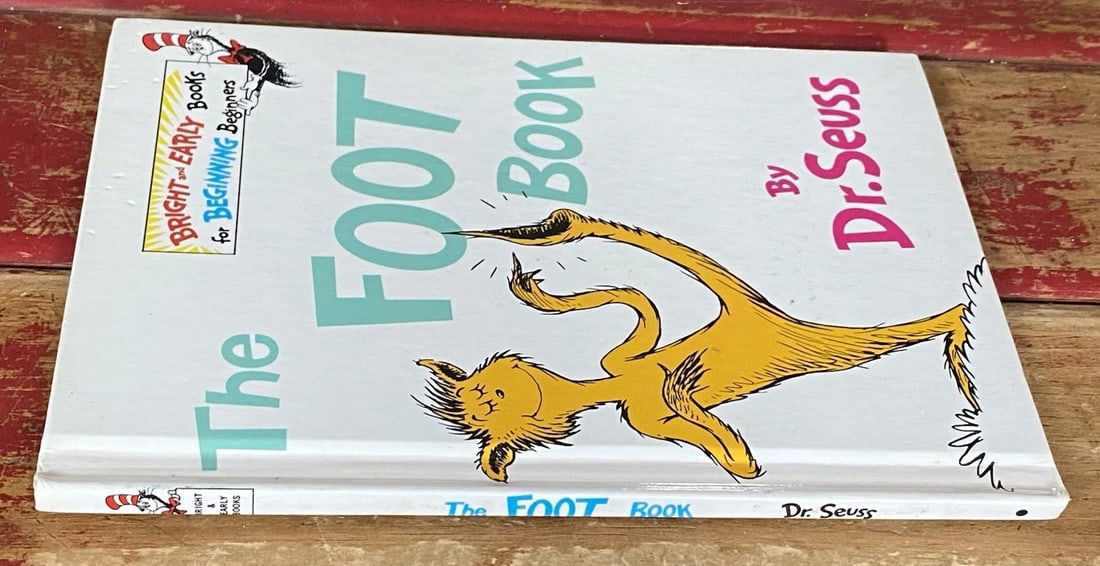 BRIGHT and EARLY BOOKS
for BEGINNING Beginners
The
FOOT
BOOK
By
Dr. Seuss
BRIGHT
&
EARLY
BOOKS
The FOOT BOOK Dr. Seuss